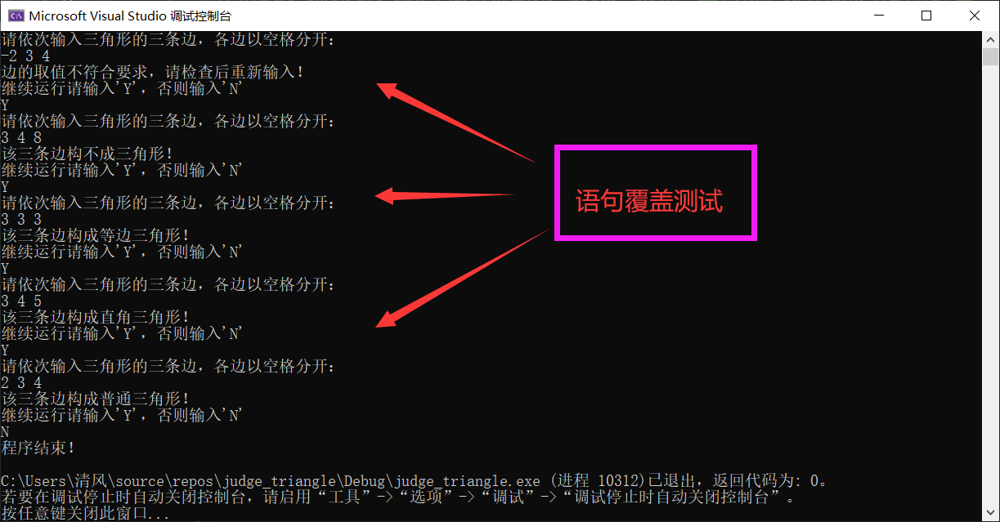 Microsoft Visual Studio 调试控制台
请依次输入三角形的三条边，各边以空格分开：
-2 3 4
边的取值不符合要求，请检查后重新输入！
继续运行请输入'Y'，否则输入'N'
Y
请依次输入三角形的三条边，各边以空格分开：
3 4 8
该三条边构不成三角形！
继续运行请输入'Y'，否则输入'N'
Y
请依次输入三角形的三条边，各边以空格分开：
3 3 3
该三条边构成等边三角形！
继续运行请输入'Y'，否则输入'N'
Y
请依次输入三角形的三条边，各边以空格分开：
3 4 5
该三条边构成直角三角形！
继续运行请输入'Y'，否则输入'N'
Y
请依次输入三角形的三条边，各边以空格分开：
2 3 4
该三条边构成普通三角形！
继续运行请输入'Y'，否则输入'N'
N
程序结束！
C:\Users\清风\source\repos\judge_triangle\Debug\judge_triangle.exe (进程 10312)已退出，返回代码为: 0。
若要在调试停止时自动关闭控制台，请启用“工具”->“选项”->“调试”->“调试停止时自动关闭控制台”。
按任意键关闭此窗口...
语句覆盖测试